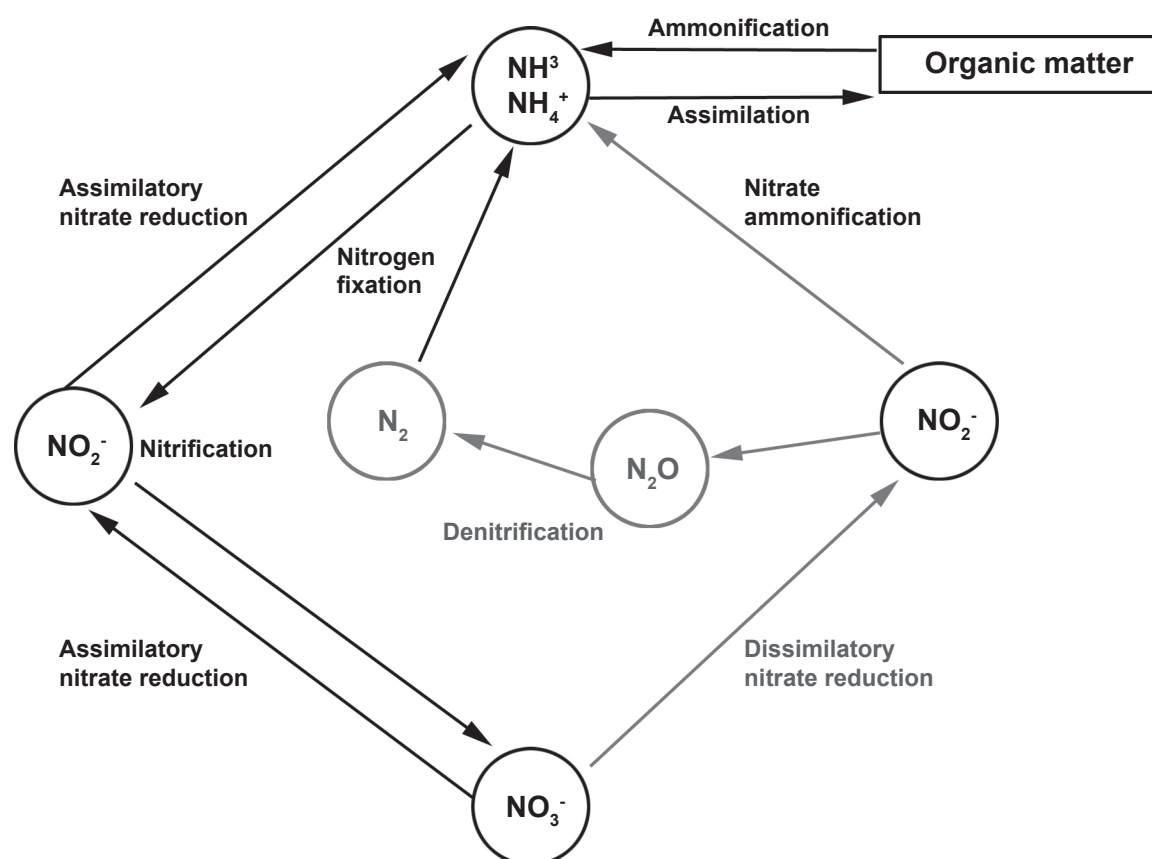 Ammonification
Organic matter
NH³
NH₄⁺
Assimilation
Assimilatory
nitrate reduction
Nitrate
ammonification
Nitrogen
fixation
NO₂⁻
Nitrification
N₂
N₂O
NO₂⁻
Denitrification
Assimilatory
nitrate reduction
Dissimilatory
nitrate reduction
NO₃⁻